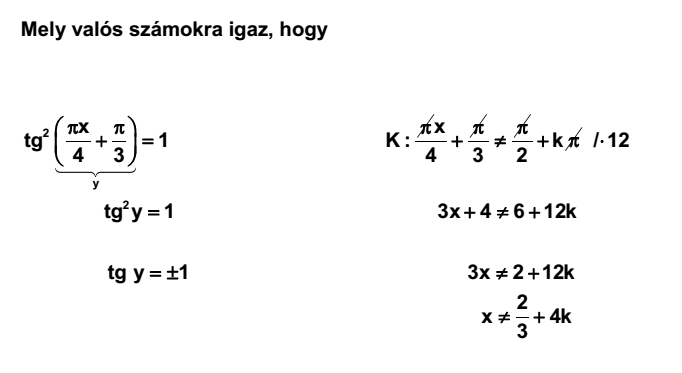 Mely valós számokra igaz, hogy
tg²(πx/4 + π/3) = 1
y
K: πx/4 + π/3 ≠ π/2 + kπ /·12
tg²y = 1
3x + 4 ≠ 6 + 12k
tg y = ±1
3x ≠ 2 + 12k
x ≠ 2/3 + 4k